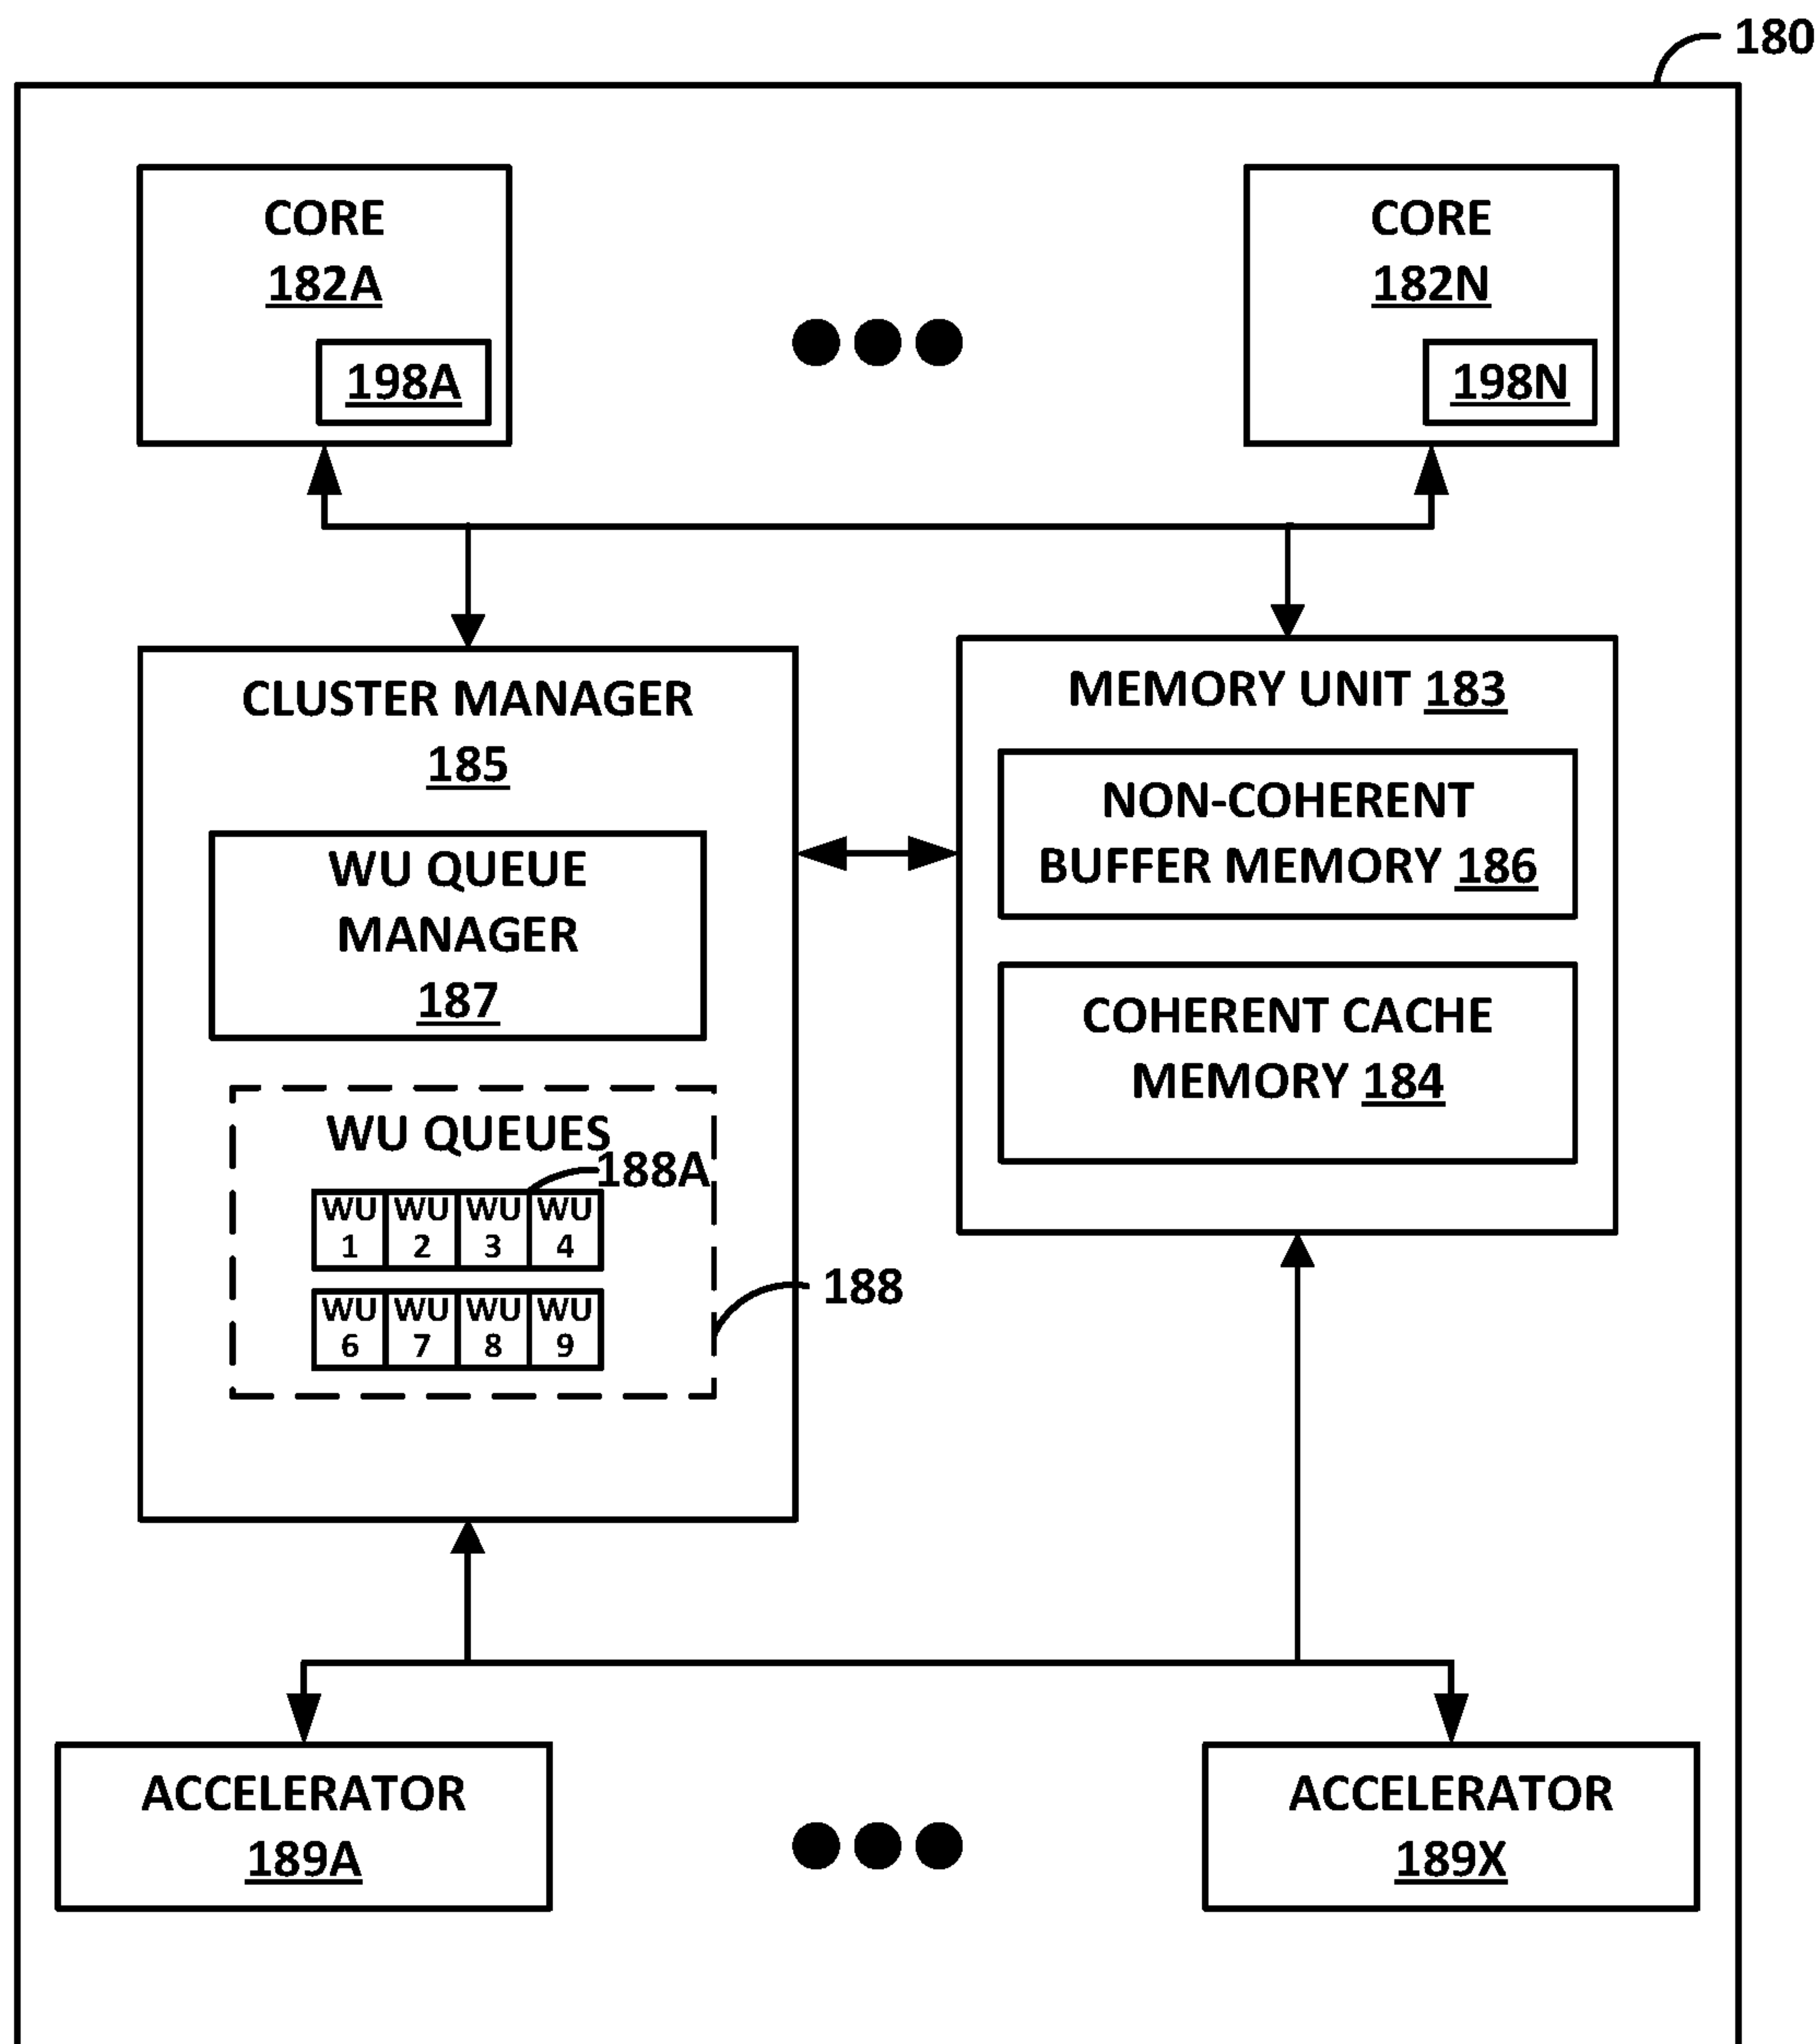 180
CORE
182A
198A
CORE
182N
198N
CLUSTER MANAGER
185
WU QUEUE
MANAGER
187
WU QUEUES
188A
WU WU WU WU
1 2 3 4
WU WU WU WU
6 7 8 9
188
MEMORY UNIT 183
NON-COHERENT
BUFFER MEMORY 186
COHERENT CACHE
MEMORY 184
ACCELERATOR
189A
ACCELERATOR
189X